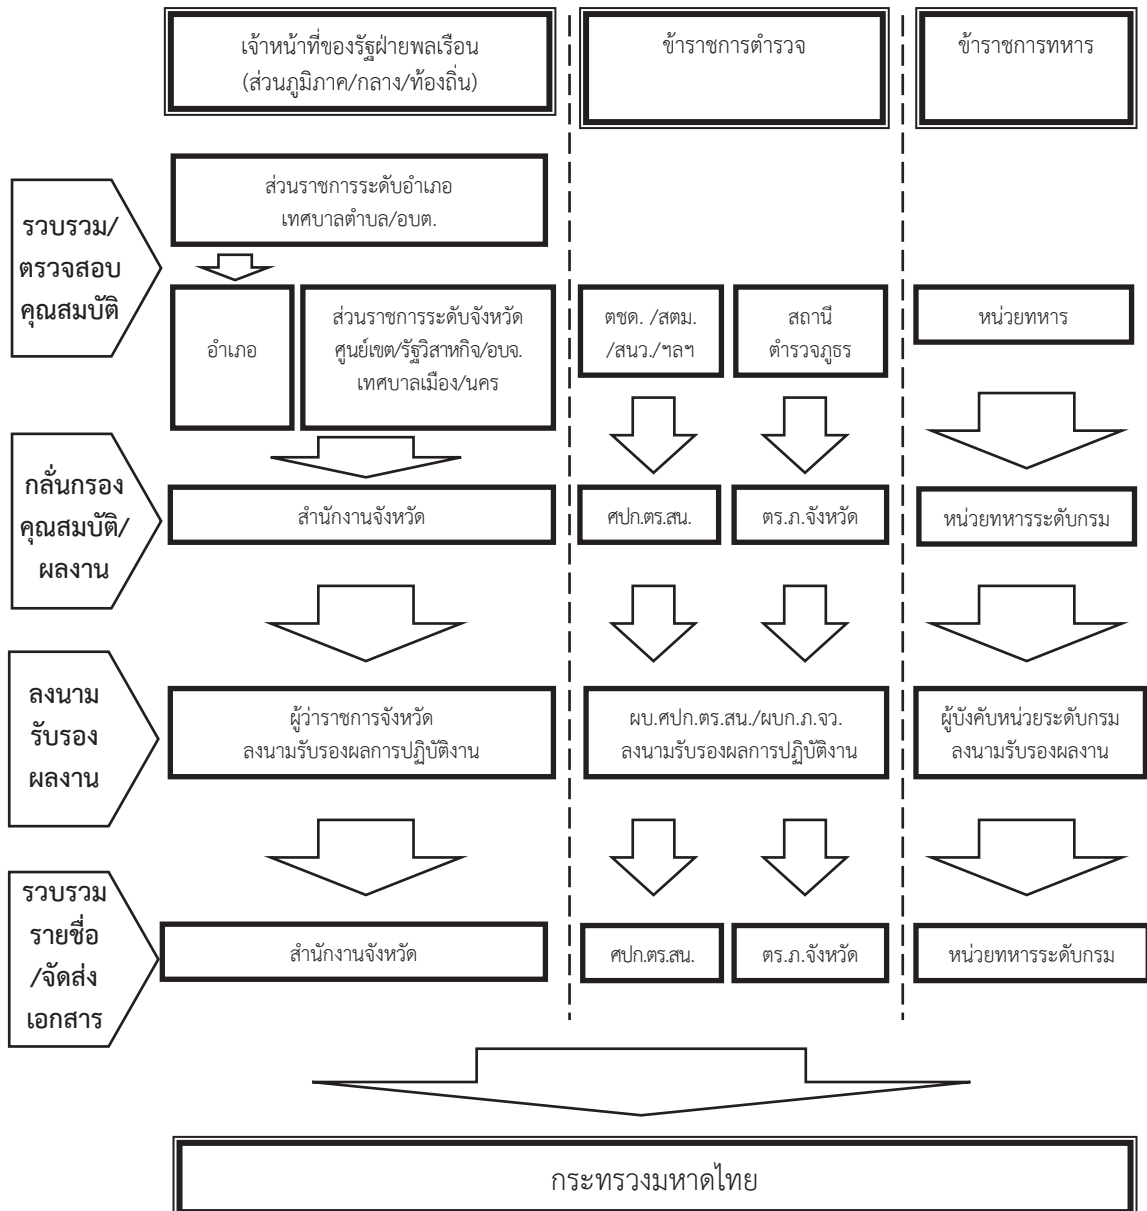 เจ้าหน้าที่ของรัฐฝ่ายพลเรือน
(ส่วนภูมิภาค/กลาง/ท้องถิ่น)
ข้าราชการตำรวจ
ข้าราชการทหาร
รวบรวม/
ตรวจสอบ
คุณสมบัติ
ส่วนราชการระดับอำเภอ
เทศบาลตำบล/อบต.
อำเภอ
ส่วนราชการระดับจังหวัด
ศูนย์เขต/รัฐวิสาหกิจ/อบจ.
เทศบาลเมือง/นคร
ตชด. /สตม.
/สนว./ฯลฯ
สถานี
ตำรวจภูธร
หน่วยทหาร
กลั่นกรอง
คุณสมบัติ/
ผลงาน
สำนักงานจังหวัด
ศปก.ตร.สน.
ตร.ภ.จังหวัด
หน่วยทหารระดับกรม
ลงนาม
รับรอง
ผลงาน
ผู้ว่าราชการจังหวัด
ลงนามรับรองผลการปฏิบัติงาน
ผบ.ศปก.ตร.สน./ผบก.ภ.จว.
ลงนามรับรองผลการปฏิบัติงาน
ผู้บังคับหน่วยระดับกรม
ลงนามรับรองผลงาน
รวบรวม
รายชื่อ
/จัดส่ง
เอกสาร
สำนักงานจังหวัด
ศปก.ตร.สน.
ตร.ภ.จังหวัด
หน่วยทหารระดับกรม
กระทรวงมหาดไทย